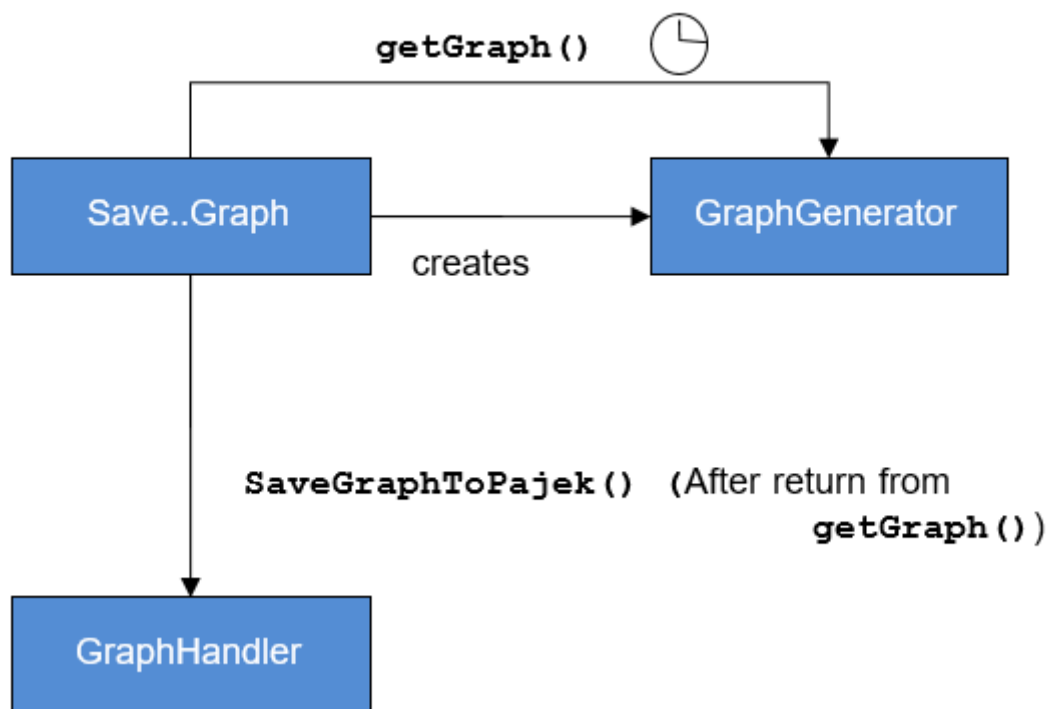 getGraph()
Save..Graph
GraphGenerator
creates
SaveGraphToPajek() (After return from
getGraph())
GraphHandler